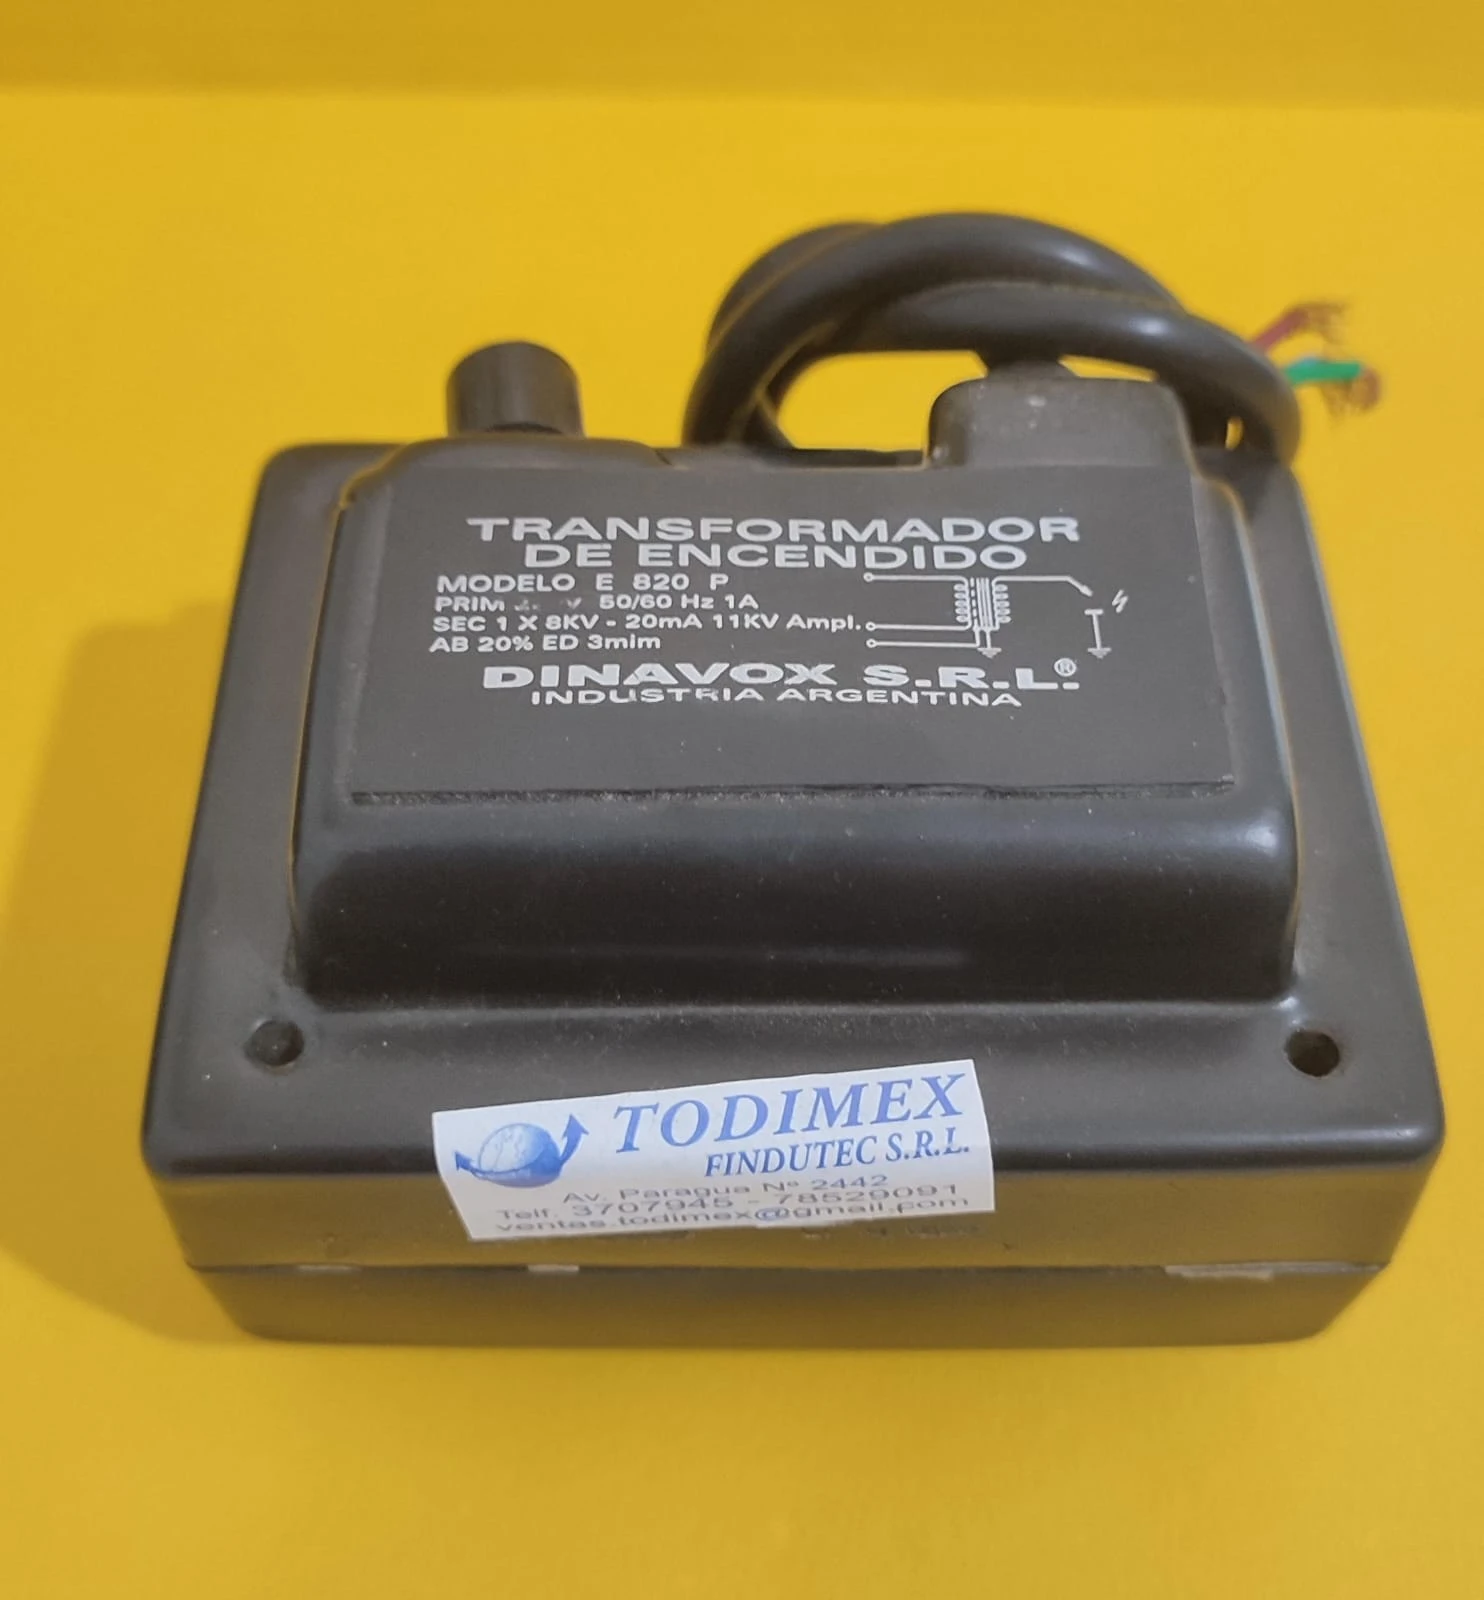 TRANSFORMADOR
DE ENCENDIDO
MODELO E 820 P
PRIM 50/60 Hz 1A
SEC 1 X 8KV - 20mA 11KV Ampl.
AB 20% ED 3mim
DINAVOX S.R.L.®
INDUSTRIA ARGENTINA
TODIMEX
FINDUTEC S.R.L.
Av. Paragua Nº 2442
Telf. 3707945 - 78529091
ventas.todimex@gmail.com